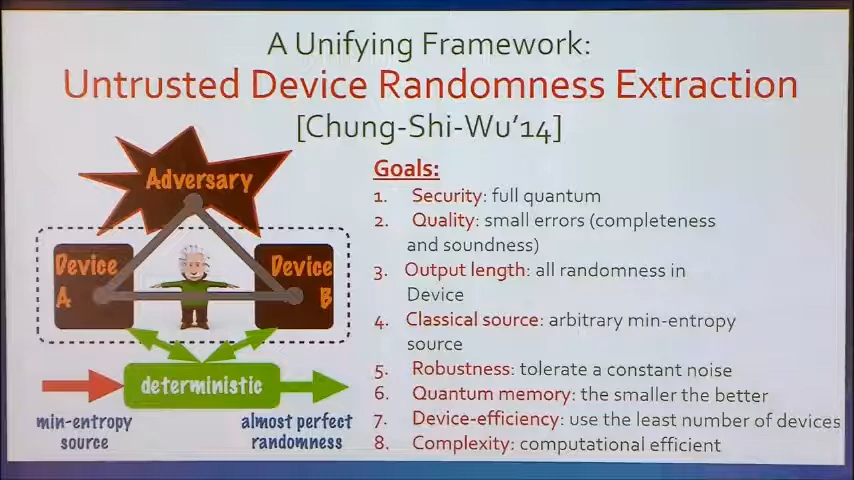 A Unifying Framework:
Untrusted Device Randomness Extraction
[Chung-Shi-Wu'14]
Adversary
Device
A
Device
B
deterministic
min-entropy
source
almost perfect
randomness
Goals:
1. Security: full quantum
2. Quality: small errors (completeness
and soundness)
3. Output length: all randomness in
Device
4. Classical source: arbitrary min-entropy
source
5. Robustness: tolerate a constant noise
6. Quantum memory: the smaller the better
7. Device-efficiency: use the least number of devices
8. Complexity: computational efficient